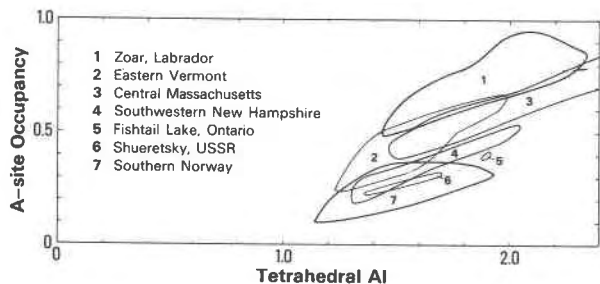 1.0
0.5
0
A-site Occupancy
1 Zoar, Labrador
2 Eastern Vermont
3 Central Massachusetts
4 Southwestern New Hampshire
5 Fishtail Lake, Ontario
6 Shueretsky, USSR
7 Southern Norway
1
3
2
4
5
6
7
0
1.0
2.0
Tetrahedral Al